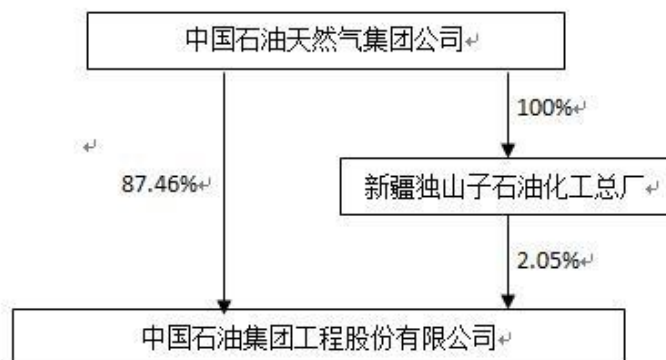 中国石油天然气集团公司
100%
87.46%
新疆独山子石油化工总厂
2.05%
中国石油集团工程股份有限公司